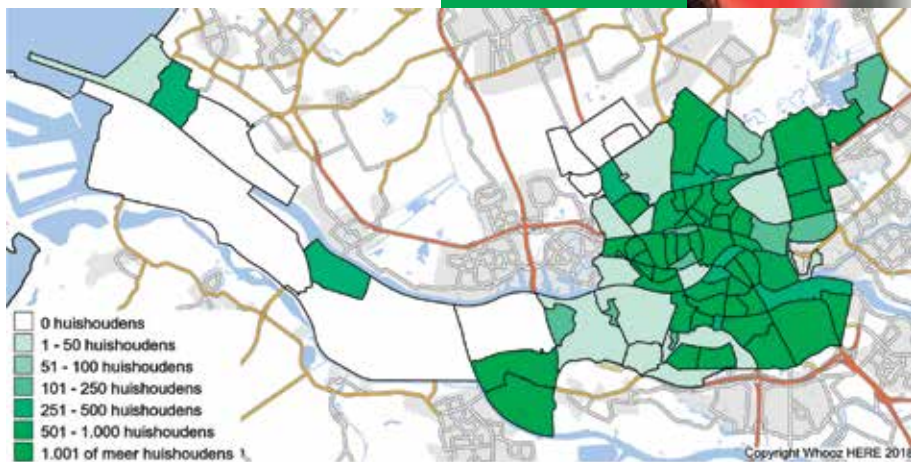 0 huishoudens
1 - 50 huishoudens
51 - 100 huishoudens
101 - 250 huishoudens
251 - 500 huishoudens
501 - 1.000 huishoudens
1.001 of meer huishoudens
Copyright Whooz HERE 2018